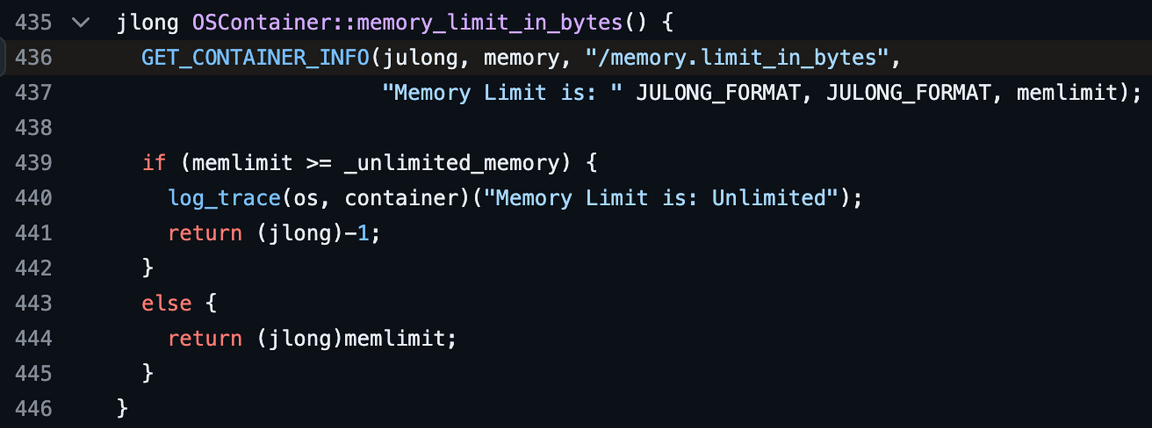 435 jlong OSContainer::memory_limit_in_bytes() {
436 GET_CONTAINER_INFO(julong, memory, "/memory.limit_in_bytes",
437 "Memory Limit is: " JULONG_FORMAT, JULONG_FORMAT, memlimit);
438
439 if (memlimit >= _unlimited_memory) {
440 log_trace(os, container)("Memory Limit is: Unlimited");
441 return (jlong)-1;
442 }
443 else {
444 return (jlong)memlimit;
445 }
446 }